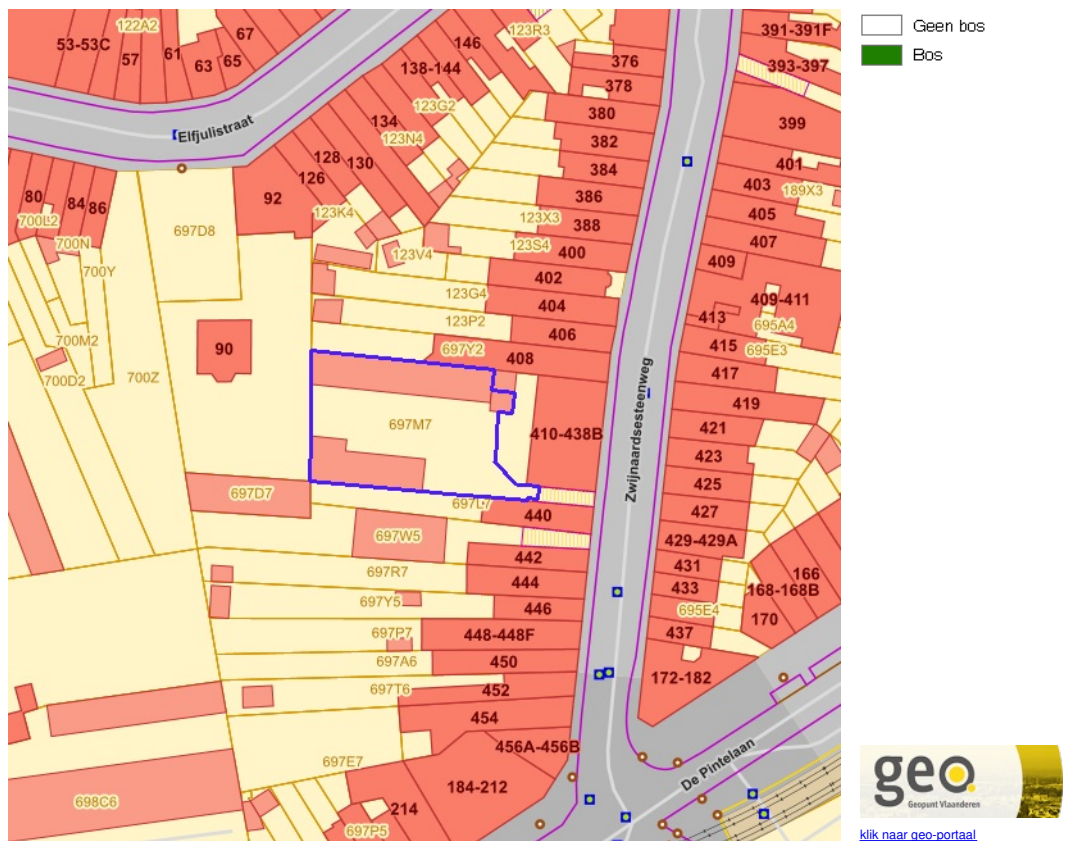 Geen bos
Bos
53-53C
122A2
57
61
63
65
67
Elfjulistraat
146
123R3
138-144
123G2
134
123N4
128
130
126
123K4
92
376
378
380
382
384
386
388
123X3
123S4
400
123V4
402
123G4
404
123P2
406
697Y2
408
391-391F
393-397
399
401
403
189X3
405
407
409
409-411
413
695A4
415
695E3
417
419
421
423
425
427
429-429A
431
433
695E4
437
166
168-168B
170
172-182
80
84
86
700L2
700N
700Y
697D8
90
700M2
700D2
700Z
697M7
410-438B
Zwijnaardsesteenweg
697D7
697L7
440
697W5
442
697R7
444
697Y5
446
697P7
448-448F
697A6
450
697T6
452
454
456A-456B
697E7
184-212
698C6
214
697P5
De Pintelaan
geo
Geopunt Vlaanderen
klik naar geo-portaal